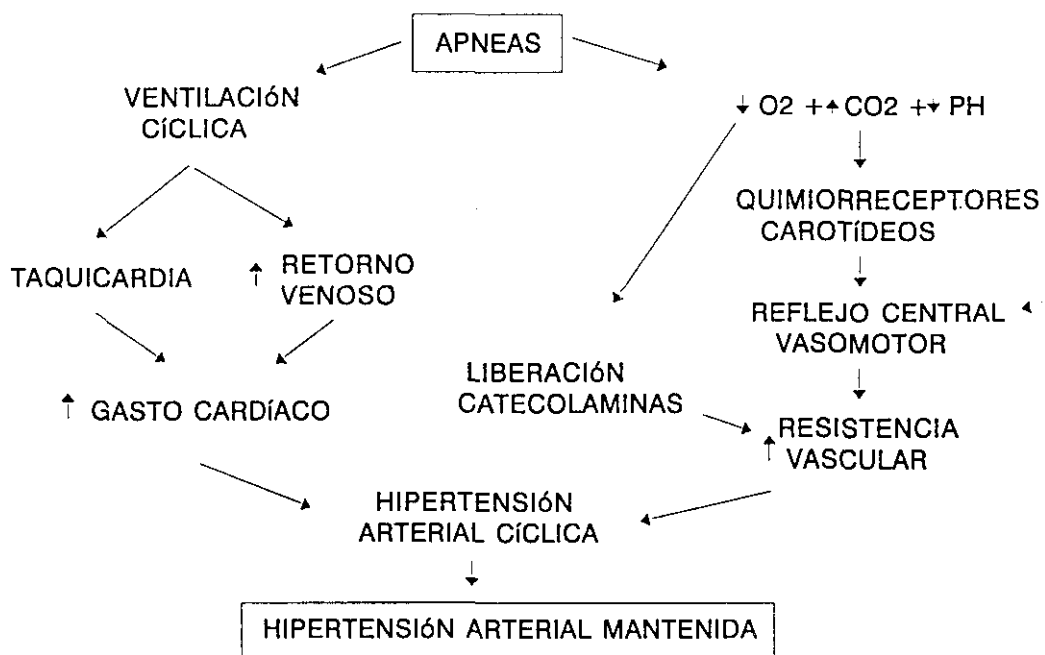 APNEAS
VENTILACIóN
CíCLICA
↓ O2 +↑ CO2 +↓ PH
QUIMIORRECEPTORES
CAROTíDEOS
TAQUICARDIA
↑ RETORNO
VENOSO
REFLEJO CENTRAL
VASOMOTOR
LIBERACIóN
CATECOLAMINAS
↑ GASTO CARDíACO
↑ RESISTENCIA
VASCULAR
HIPERTENSIóN
ARTERIAL CíCLICA
HIPERTENSIóN ARTERIAL MANTENIDA